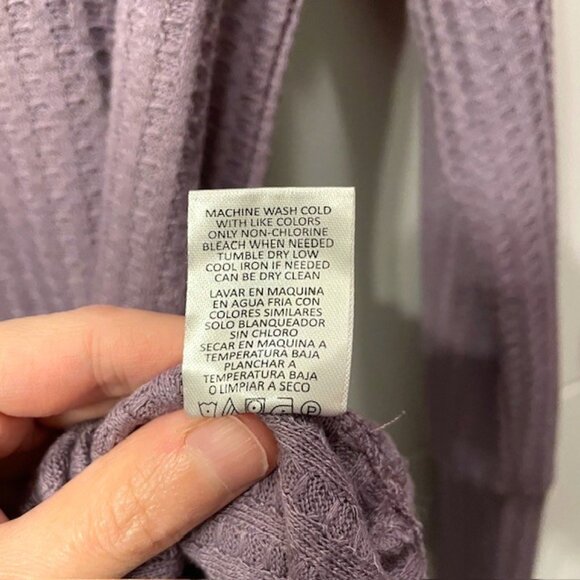 MACHINE WASH COLD
WITH LIKE COLORS
ONLY NON-CHLORINE
BLEACH WHEN NEEDED
TUMBLE DRY LOW
COOL IRON IF NEEDED
CAN BE DRY CLEAN
LAVAR EN MAQUINA
EN AGUA FRIA CON
COLORES SIMILARES
SOLO BLANQUEADOR
SIN CHLORO
SECAR EN MAQUINA A
TEMPERATURA BAJA
PLANCHAR A
TEMPERATURA BAJA
O LIMPIAR A SECO